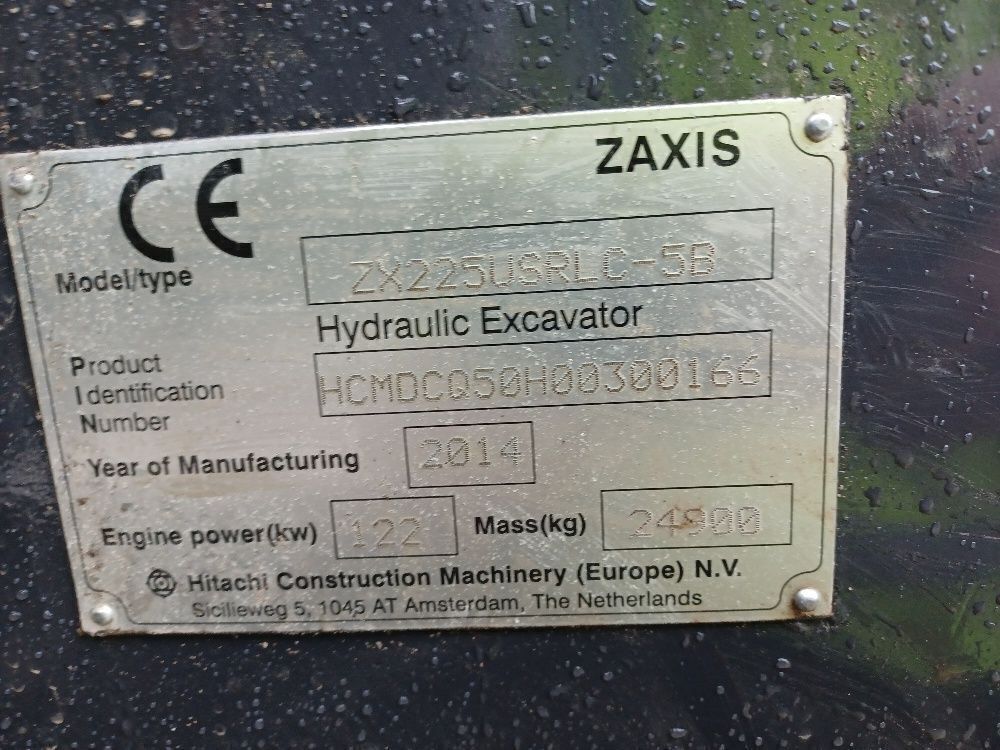 CE
ZAXIS
Model/type
ZX225USRLC-5B
Hydraulic Excavator
Product
Identification
Number
HCMDCQ50H00300166
Year of Manufacturing
2014
Engine power(kw)
122
Mass(kg)
24900
Hitachi Construction Machinery (Europe) N.V.
Sicilieweg 5, 1045 AT Amsterdam, The Netherlands